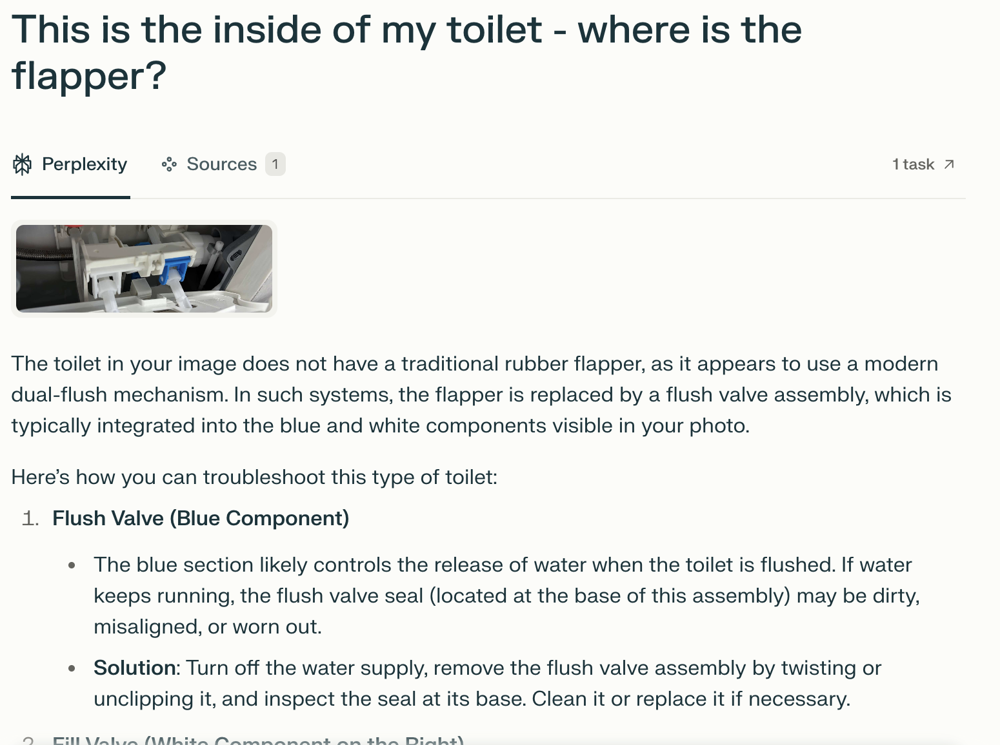 This is the inside of my toilet - where is the
flapper?
Perplexity
Sources 1
1 task
The toilet in your image does not have a traditional rubber flapper, as it appears to use a modern
dual-flush mechanism. In such systems, the flapper is replaced by a flush valve assembly, which is
typically integrated into the blue and white components visible in your photo.
Here’s how you can troubleshoot this type of toilet:
1. Flush Valve (Blue Component)
• The blue section likely controls the release of water when the toilet is flushed. If water
keeps running, the flush valve seal (located at the base of this assembly) may be dirty,
misaligned, or worn out.
• Solution: Turn off the water supply, remove the flush valve assembly by twisting or
unclipping it, and inspect the seal at its base. Clean it or replace it if necessary.
2. Fill Valve (White Component on the Right)